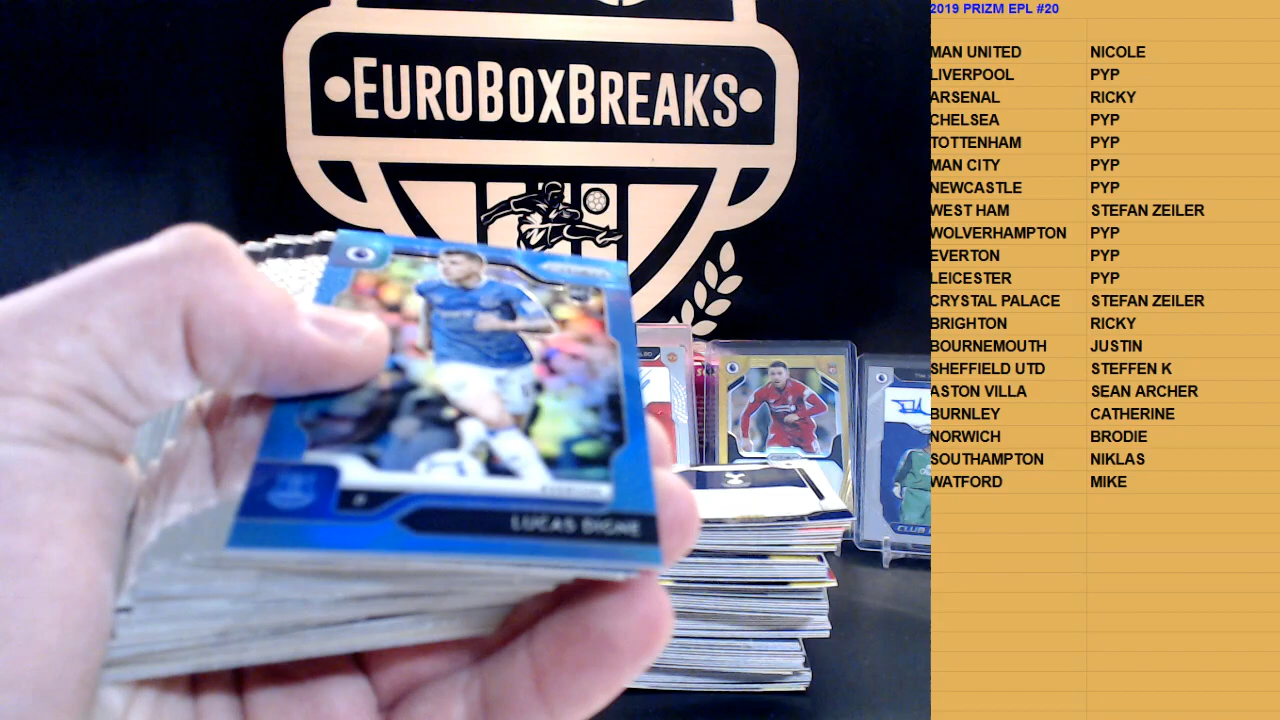 2019 PRIZM EPL #20
EUROBOXBREAKS
MAN UNITED NICOLE
LIVERPOOL PYP
ARSENAL RICKY
CHELSEA PYP
TOTTENHAM PYP
MAN CITY PYP
NEWCASTLE PYP
WEST HAM STEFAN ZEILER
WOLVERHAMPTON PYP
EVERTON PYP
LEICESTER PYP
CRYSTAL PALACE STEFAN ZEILER
BRIGHTON RICKY
BOURNEMOUTH JUSTIN
SHEFFIELD UTD STEFFEN K
ASTON VILLA SEAN ARCHER
BURNLEY CATHERINE
NORWICH BRODIE
SOUTHAMPTON NIKLAS
WATFORD MIKE
EVERTON
LUCAS DIGNE
CLUB